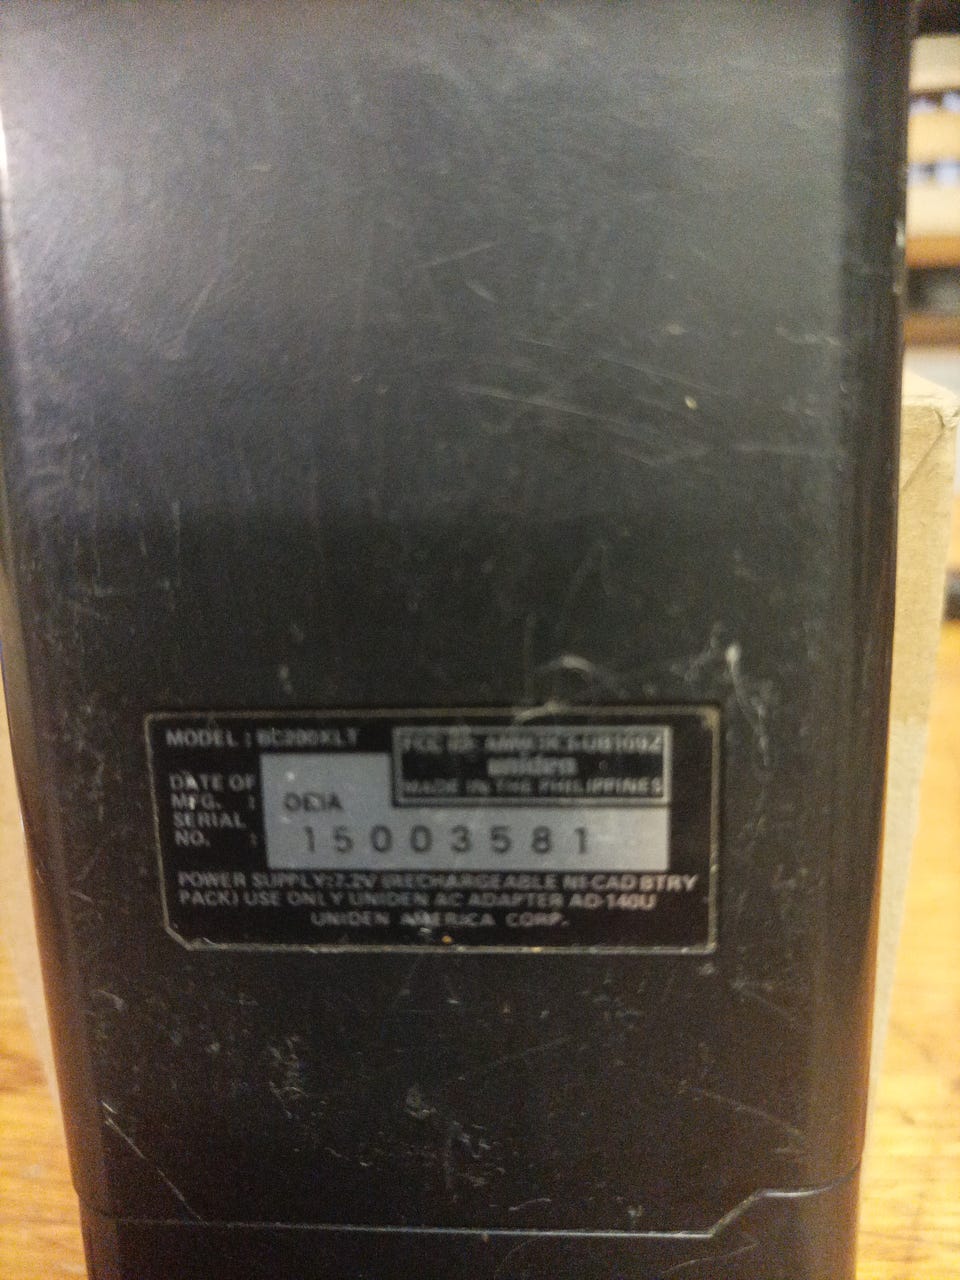 MODEL : BC200XLT
uniden
MADE IN THE PHILIPPINES
DATE OF
MFG. :
SERIAL
NO. :
15003581
POWER SUPPLY:7.2V (RECHARGEABLE NI-CAD BTRY
PACK) USE ONLY UNIDEN AC ADAPTER AD-140U
UNIDEN AMERICA CORP.